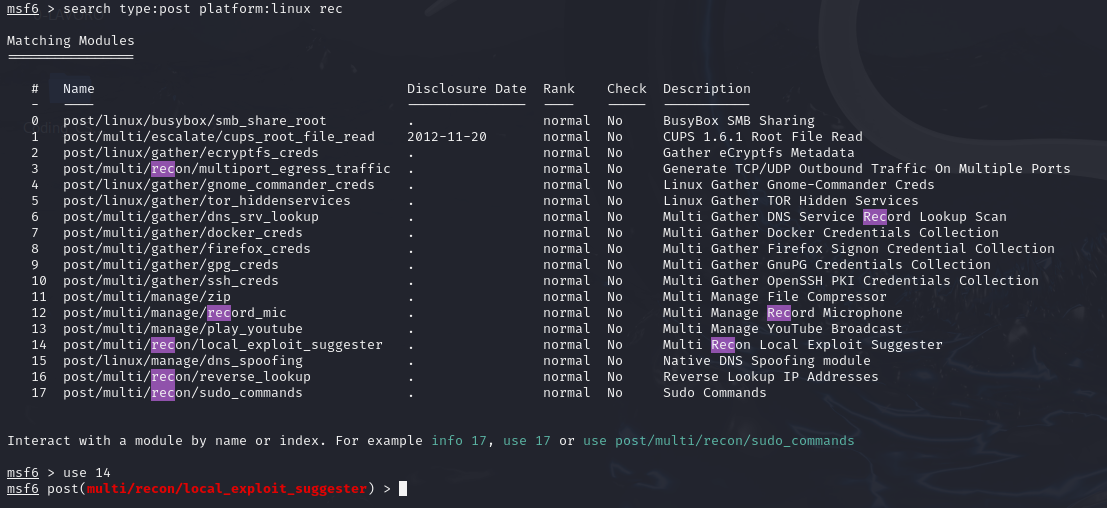 msf6 > search type:post platform:linux rec
Matching Modules
================
# Name Disclosure Date Rank Check Description
- ---- --------------- ---- ----- -----------
0 post/linux/busybox/smb_share_root . normal No BusyBox SMB Sharing
1 post/multi/escalate/cups_root_file_read 2012-11-20 normal No CUPS 1.6.1 Root File Read
2 post/linux/gather/ecryptfs_creds . normal No Gather eCryptfs Metadata
3 post/multi/recon/multiport_egress_traffic . normal No Generate TCP/UDP Outbound Traffic On Multiple Ports
4 post/linux/gather/gnome_commander_creds . normal No Linux Gather Gnome-Commander Creds
5 post/linux/gather/tor_hiddenservices . normal No Linux Gather TOR Hidden Services
6 post/multi/gather/dns_srv_lookup . normal No Multi Gather DNS Service Record Lookup Scan
7 post/multi/gather/docker_creds . normal No Multi Gather Docker Credentials Collection
8 post/multi/gather/firefox_creds . normal No Multi Gather Firefox Signon Credential Collection
9 post/multi/gather/gpg_creds . normal No Multi Gather GnuPG Credentials Collection
10 post/multi/gather/ssh_creds . normal No Multi Gather OpenSSH PKI Credentials Collection
11 post/multi/manage/zip . normal No Multi Manage File Compressor
12 post/multi/manage/record_mic . normal No Multi Manage Record Microphone
13 post/multi/manage/play_youtube . normal No Multi Manage YouTube Broadcast
14 post/multi/recon/local_exploit_suggester . normal No Multi Recon Local Exploit Suggester
15 post/linux/manage/dns_spoofing . normal No Native DNS Spoofing module
16 post/multi/recon/reverse_lookup . normal No Reverse Lookup IP Addresses
17 post/multi/recon/sudo_commands . normal No Sudo Commands
Interact with a module by name or index. For example info 17, use 17 or use post/multi/recon/sudo_commands
msf6 > use 14
msf6 post(multi/recon/local_exploit_suggester) >